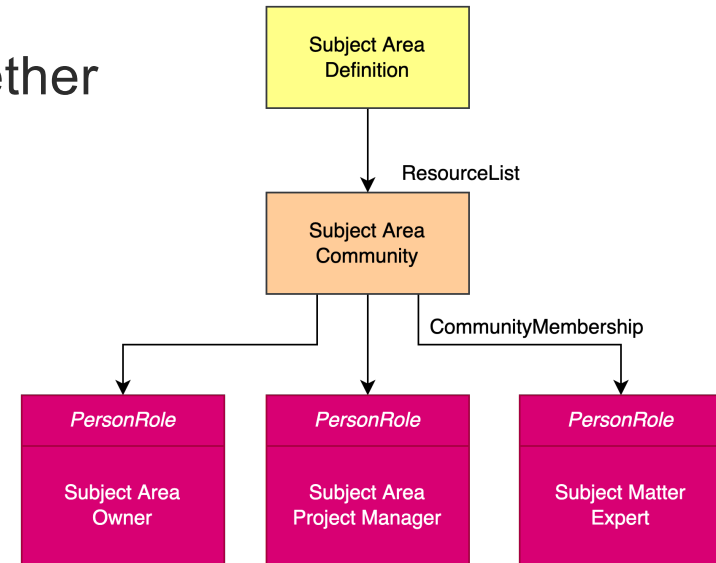 ether
Subject Area
Definition
ResourceList
Subject Area
Community
CommunityMembership
PersonRole
Subject Area
Owner
PersonRole
Subject Area
Project Manager
PersonRole
Subject Matter
Expert